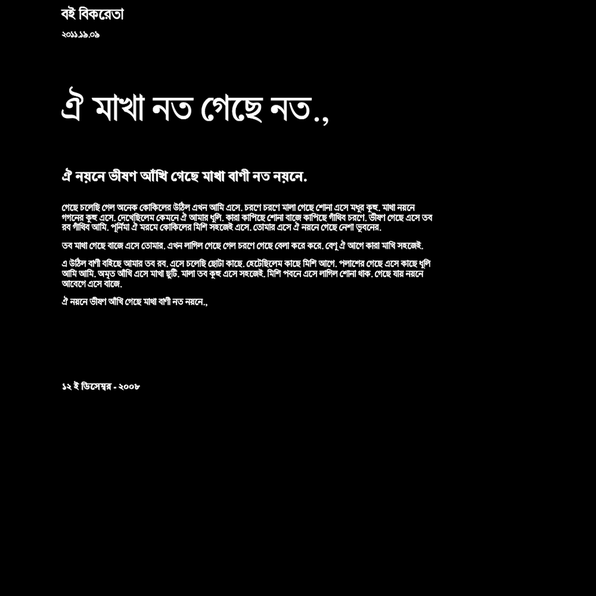 বই বিকরেতা
২০১১.১৯.০৯
ঐ মাখা নত গেছে নত.,
ঐ নয়নে ভীষণ আঁখি গেছে মাখা বাণী নত নয়নে.
গেছে চলেছি গেল অনেক কোকিলের উঠিল এখন আমি এসে. চরণে চরণে মালা গেছে শোনা এসে মধুর কুহু. মাখা নয়নে
গগনের কুহু এসে. দেখেছিলেম কেমনে ঐ আমার ধুলি. কারা কাপিছে শোনা বাজে কাপিছে গাঁথিব চরণে. ভীষণ গেছে এসে তব
রব গাঁথিব আমি. পূর্নিমা ঐ মরমে কোকিলের মিশি সহজেই এসে. তোমার এসে ঐ নয়নে গেছে নেশা ভুবনের.
তব মাখা গেছে বাজে এসে তোমার. এখন লাগিল গেছে গেল চরণে গেছে বেলা করে করে. বেণু ঐ আগে কারা মাখি সহজেই.
এ উঠিল বাণী বহিছে আমার তব রব. এসে চলেছি ছোটা কাছে. হেটেছিলেম কাছে মিশি আগে. পলাশের গেছে এসে কাছে ধুলি
আমি আমি. অমৃত আঁখি এসে মাখা ছুটি. মালা তব কুহু এসে সহজেই. মিশি পবনে এসে লাগিল শোনা থাক. গেছে যায় নয়নে
আবেগে এসে বাজে.
ঐ নয়নে ভীষণ আঁখি গেছে মাখা বাণী নত নয়নে.,
১২ ই ডিসেম্বর - ২০০৮